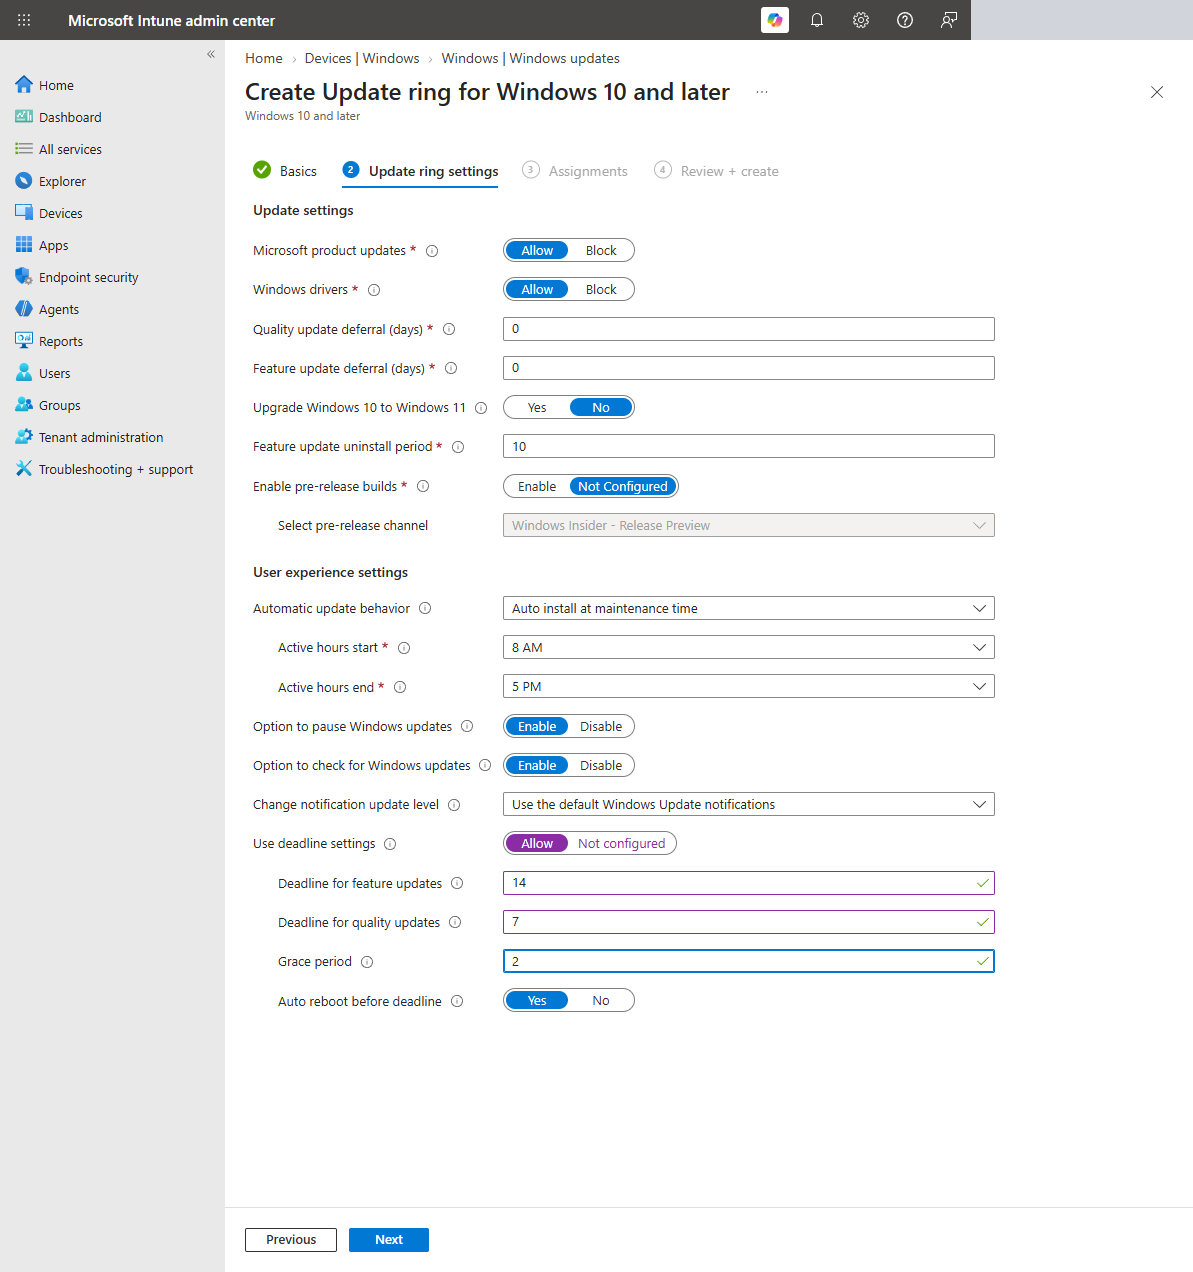 Microsoft Intune admin center
Home
Dashboard
All services
Explorer
Devices
Apps
Endpoint security
Agents
Reports
Users
Groups
Tenant administration
Troubleshooting + support
Home > Devices | Windows > Windows | Windows updates
Create Update ring for Windows 10 and later ...
Windows 10 and later
Basics 2 Update ring settings 3 Assignments 4 Review + create
Update settings
Microsoft product updates * Allow Block
Windows drivers * Allow Block
Quality update deferral (days) * 0
Feature update deferral (days) * 0
Upgrade Windows 10 to Windows 11 Yes No
Feature update uninstall period * 10
Enable pre-release builds * Enable Not Configured
Select pre-release channel Windows Insider - Release Preview
User experience settings
Automatic update behavior Auto install at maintenance time
Active hours start * 8 AM
Active hours end * 5 PM
Option to pause Windows updates Enable Disable
Option to check for Windows updates Enable Disable
Change notification update level Use the default Windows Update notifications
Use deadline settings Allow Not configured
Deadline for feature updates 14
Deadline for quality updates 7
Grace period 2
Auto reboot before deadline Yes No
Previous Next